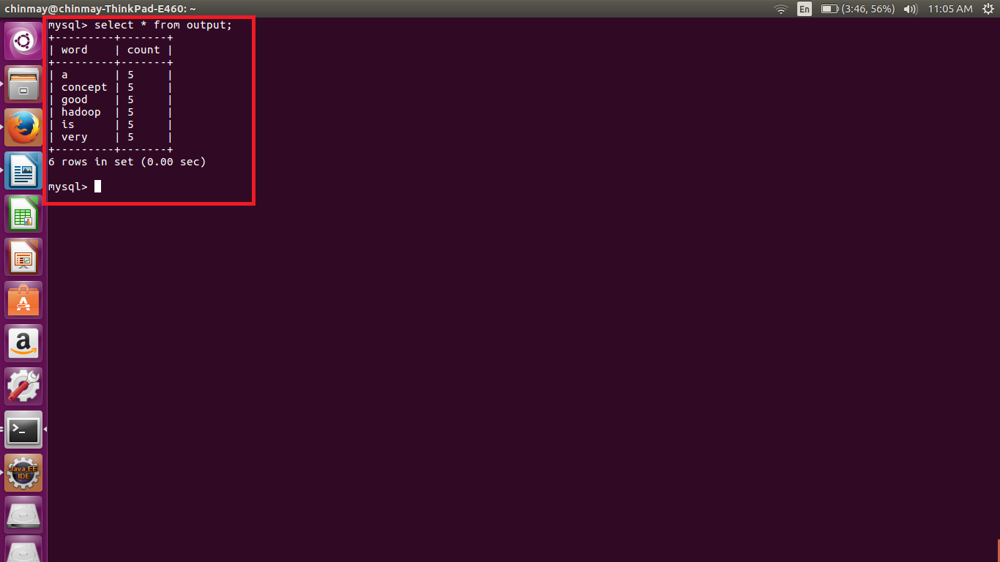 chinmay@chinmay-ThinkPad-E460: ~
En
(3:46, 56%)
11:05 AM
mysql> select * from output;
+---------+-------+
| word    | count |
+---------+-------+
| a       | 5     |
| concept | 5     |
| good    | 5     |
| hadoop  | 5     |
| is      | 5     |
| very    | 5     |
+---------+-------+
6 rows in set (0.00 sec)
mysql>
A
a
>_
Java EE
IDE